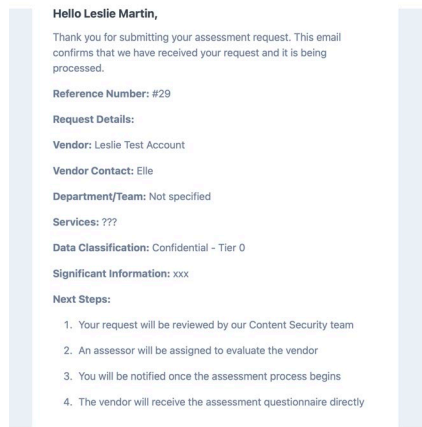 Hello Leslie Martin,
Thank you for submitting your assessment request. This email
confirms that we have received your request and it is being
processed.
Reference Number: #29
Request Details:
Vendor: Leslie Test Account
Vendor Contact: Elle
Department/Team: Not specified
Services: ???
Data Classification: Confidential - Tier 0
Significant Information: xxx
Next Steps:
1. Your request will be reviewed by our Content Security team
2. An assessor will be assigned to evaluate the vendor
3. You will be notified once the assessment process begins
4. The vendor will receive the assessment questionnaire directly